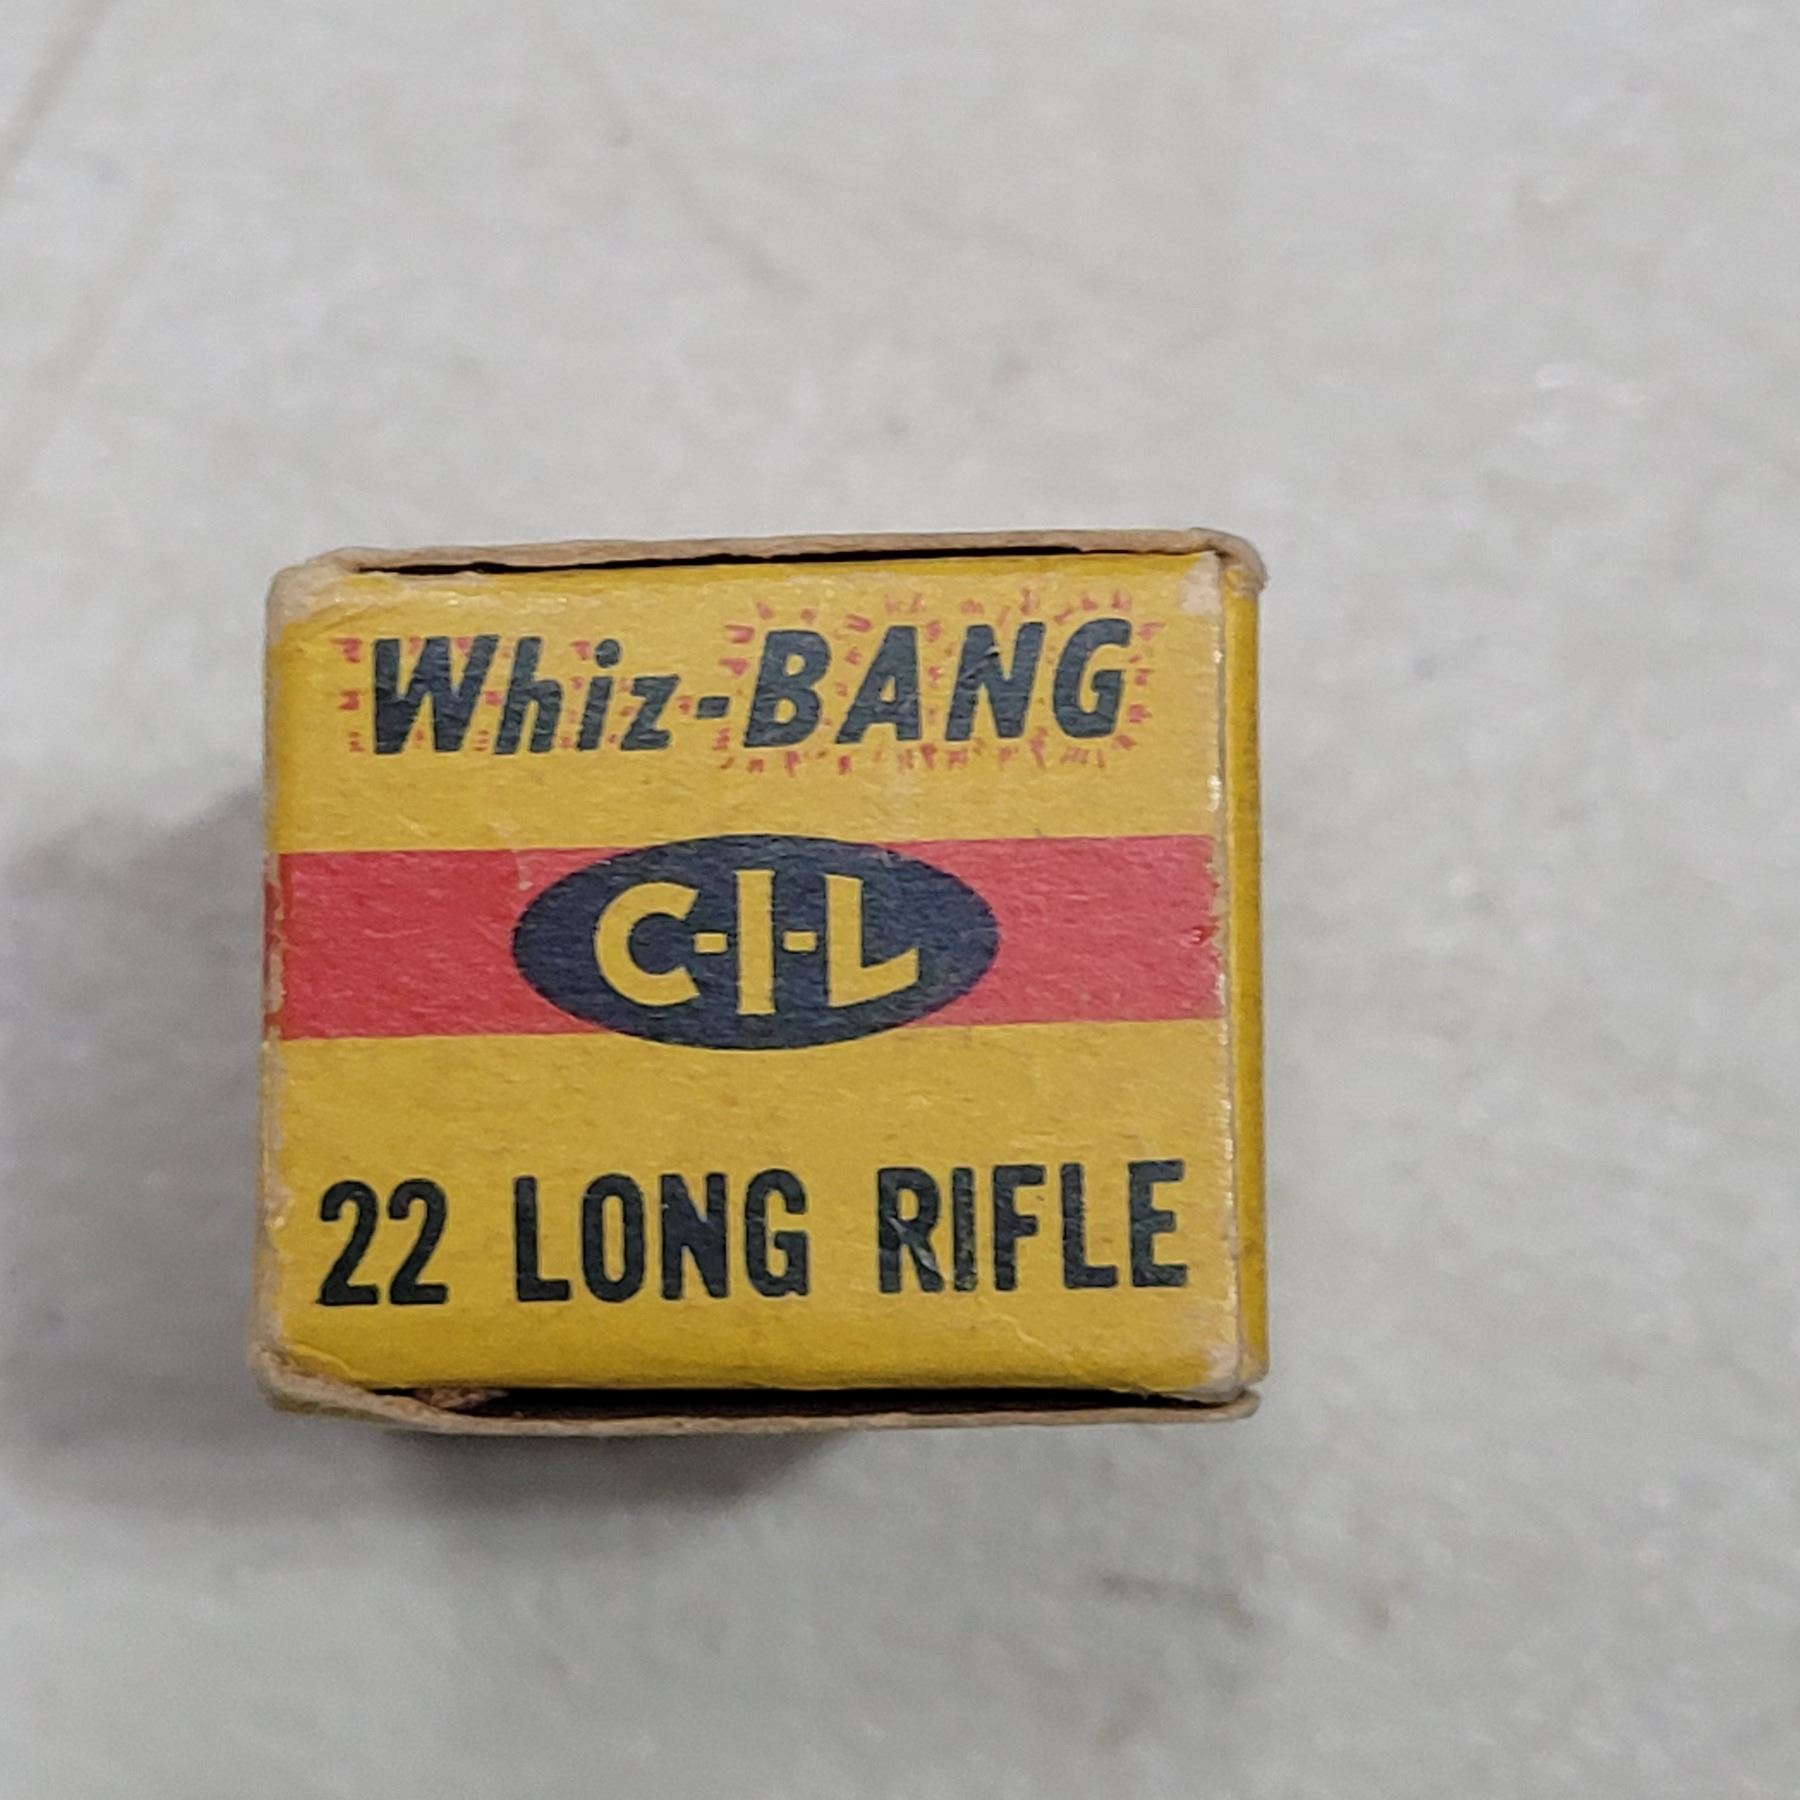 Whiz-BANG
C-I-L
22 LONG RIFLE